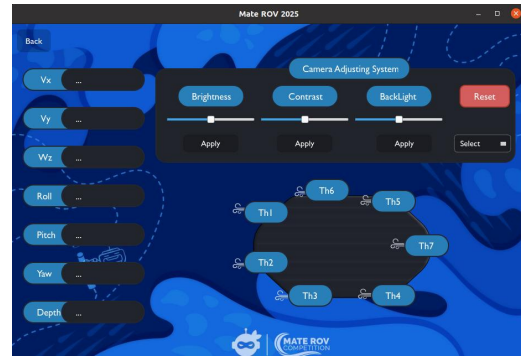 Mate ROV 2025
Back
Camera Adjusting System
Vx ...
Vy ...
Wz ...
Roll ...
Pitch ...
Yaw ...
Depth ...
Brightness Contrast BackLight Reset
Apply Apply Apply Select
Th6
Th1 Th5
Th7
Th2
Th3 Th4
MATE ROV
COMPETITION